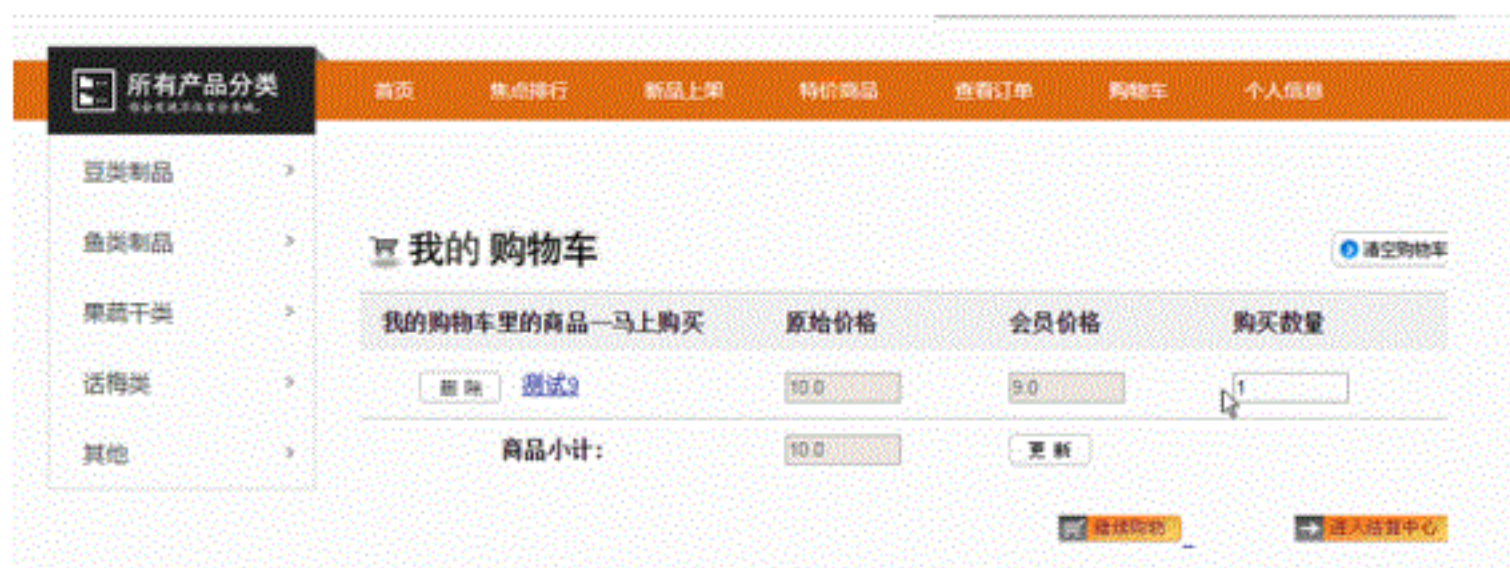 所有产品分类
首页 焦点排行 新品上架 特价商品 查看订单 购物车 个人信息
豆类制品
鱼类制品
果蔬干类
话梅类
其他
我的 购物车
清空购物车
我的购物车里的商品—马上购买 原始价格 会员价格 购买数量
删 除 测试9 10.0 9.0 1
商品小计: 10.0 更 新
继续购物 进入结算中心